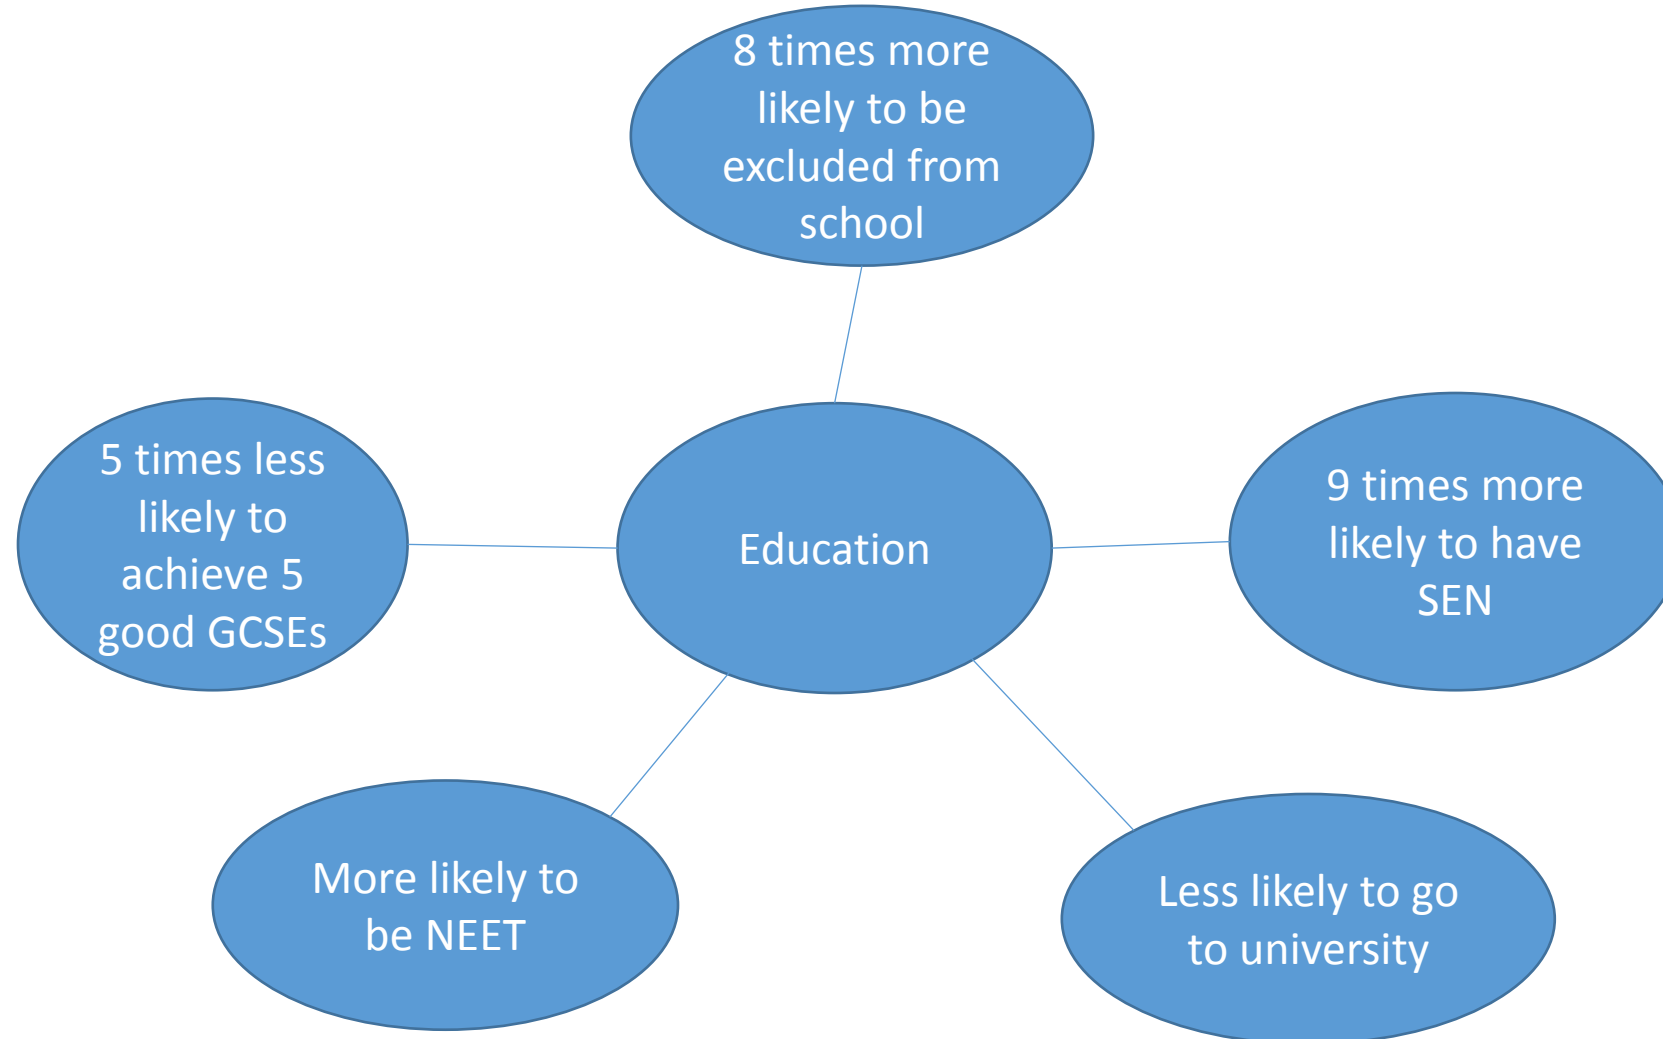 8 times more
likely to be
excluded from
school
5 times less
likely to
achieve 5
good GCSEs
Education
9 times more
likely to have
SEN
More likely to
be NEET
Less likely to go
to university